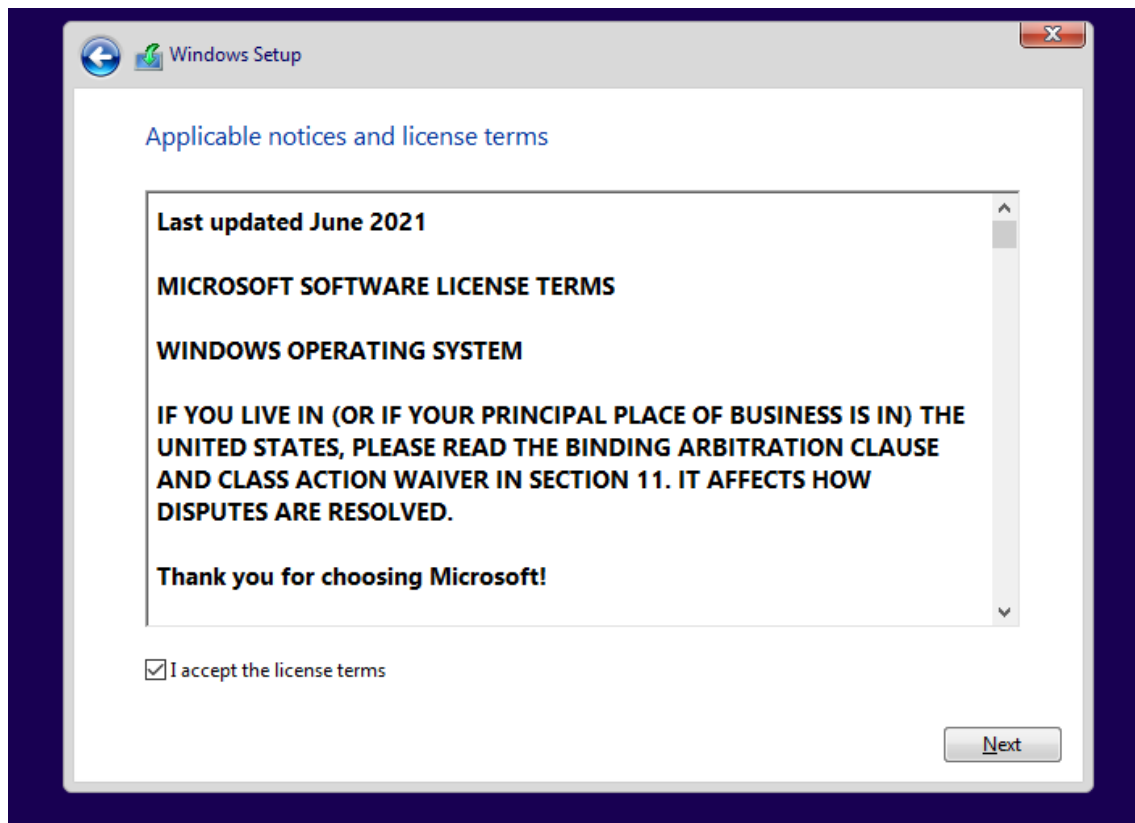 Windows Setup
Applicable notices and license terms
Last updated June 2021
MICROSOFT SOFTWARE LICENSE TERMS
WINDOWS OPERATING SYSTEM
IF YOU LIVE IN (OR IF YOUR PRINCIPAL PLACE OF BUSINESS IS IN) THE
UNITED STATES, PLEASE READ THE BINDING ARBITRATION CLAUSE
AND CLASS ACTION WAIVER IN SECTION 11. IT AFFECTS HOW
DISPUTES ARE RESOLVED.
Thank you for choosing Microsoft!
I accept the license terms
Next